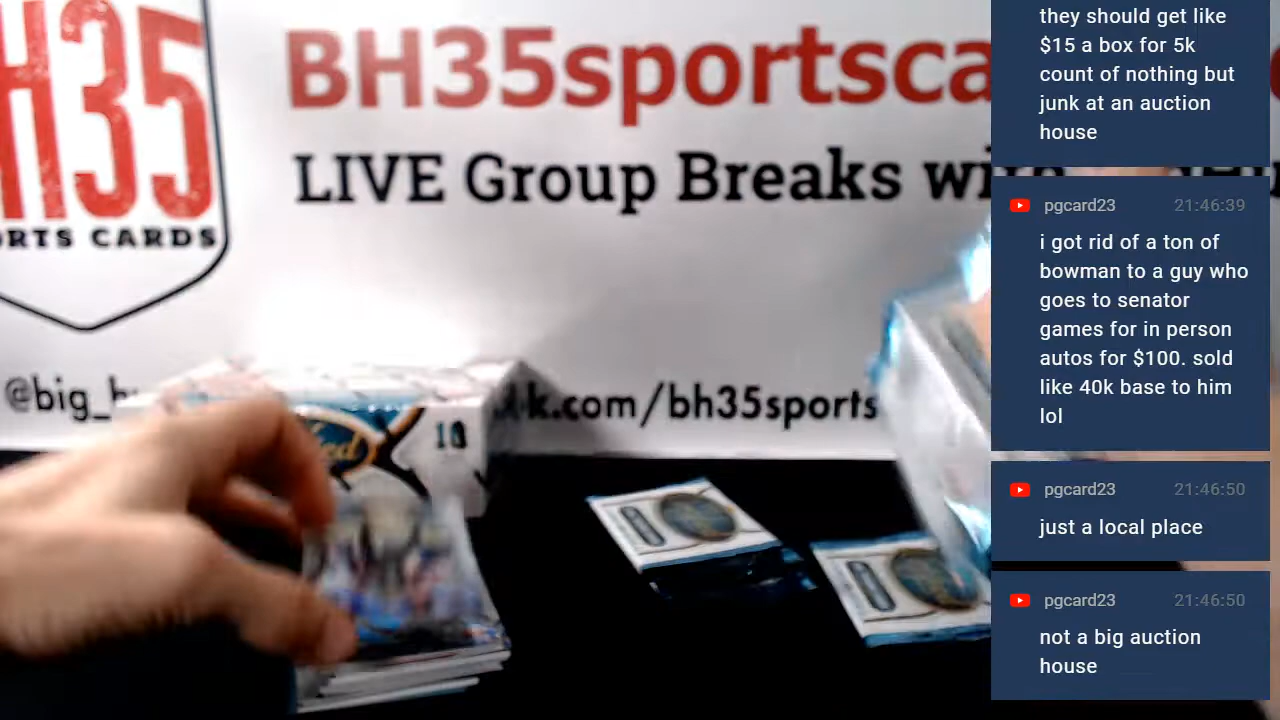 BH35sportsca
LIVE Group Breaks wi
H35
RTS CARDS
@big_h
k.com/bh35sports
10
they should get like
$15 a box for 5k
count of nothing but
junk at an auction
house
pgcard23 21:46:39
i got rid of a ton of
bowman to a guy who
goes to senator
games for in person
autos for $100. sold
like 40k base to him
lol
pgcard23 21:46:50
just a local place
pgcard23 21:46:50
not a big auction
house